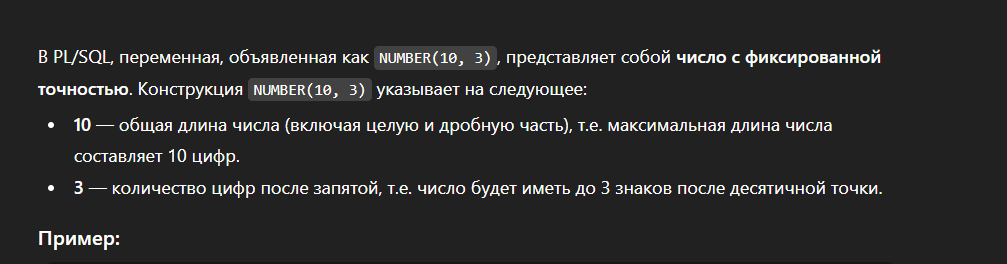 В PL/SQL, переменная, объявленная как NUMBER(10, 3), представляет собой число с фиксированной
точностью. Конструкция NUMBER(10, 3) указывает на следующее:
• 10 — общая длина числа (включая целую и дробную часть), т.е. максимальная длина числа
составляет 10 цифр.
• 3 — количество цифр после запятой, т.е. число будет иметь до 3 знаков после десятичной точки.
Пример: